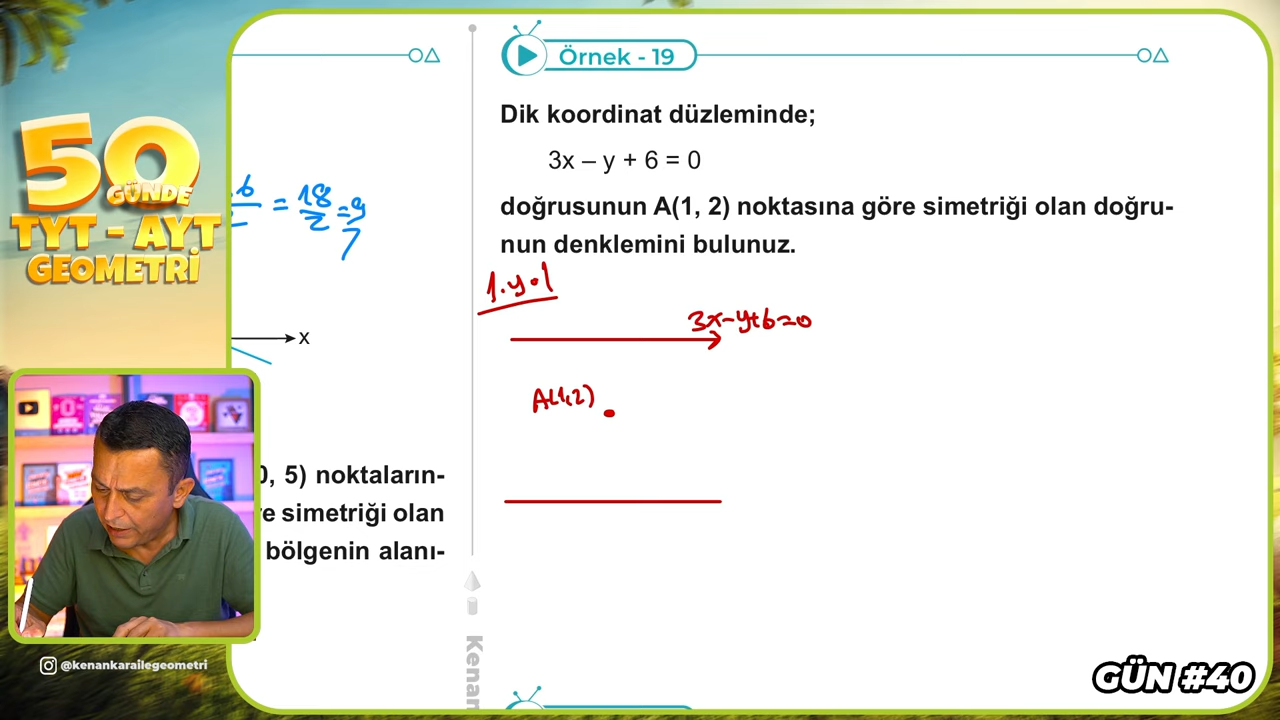 50
GÜNDE
TYT - AYT
GEOMETRİ
= 18/2 = 9
x
0, 5) noktaların-
e simetriği olan
bölgenin alanı-
Örnek - 19
Dik koordinat düzleminde;
3x – y + 6 = 0
doğrusunun A(1, 2) noktasına göre simetriği olan doğru-
nun denklemini bulunuz.
1.yol
3x-y+6=0
A(1,2)
Kenan
@kenankarailegeometri
GÜN #40